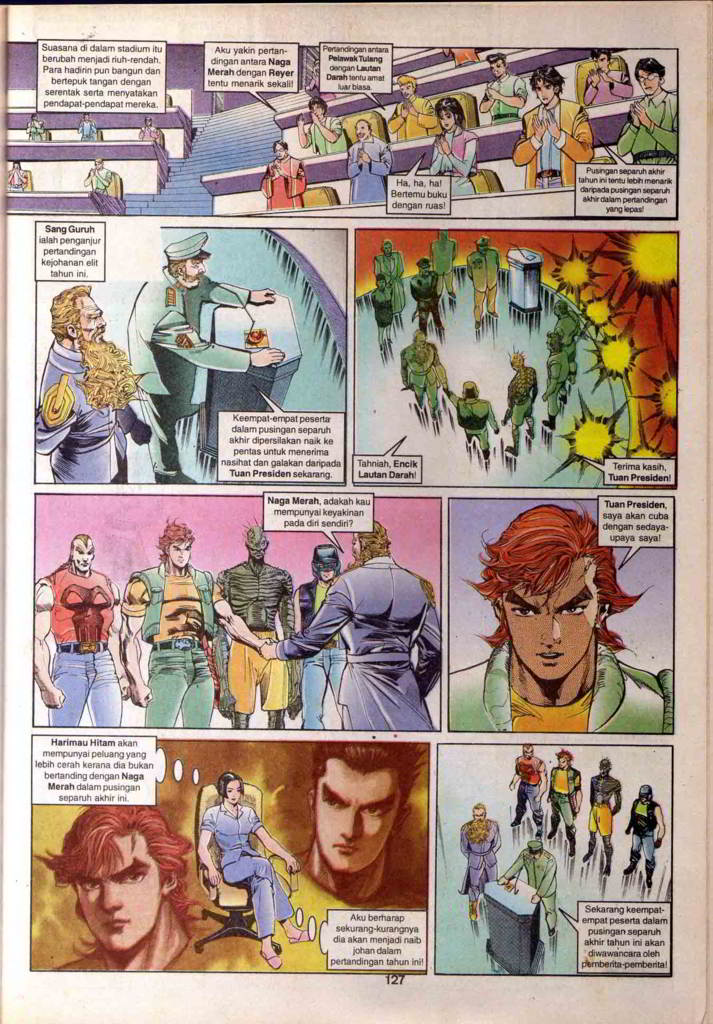 Suasana di dalam stadium itu
berubah menjadi riuh-rendah.
Para hadirin pun bangun dan
bertepuk tangan dengan
serentak sambil menyatakan
pendapat-pendapat mereka.
Aku yakin pertan-
dingan antara Naga
Merah dengan Reyer
tentu menarik sekali!
Pertandingan antara
Pelawak Tulang
dengan Lautan
Darah tentu amat
luar biasa.
Ha, ha, ha!
Bertemu buku
dengan ruas!
Pusingan separuh akhir
tahun ini tentu lebih menarik
daripada pusingan separuh
akhir dalam pertandingan
yang lepas!
Sang Guruh
ialah penganjur
pertandingan
kejohanan elit
tahun ini.
Keempat-empat peserta
dalam pusingan separuh
akhir dipersilakan naik ke
pentas untuk menerima
nasihat dan galakan daripada
Tuan Presiden sekarang.
Tahniah, Encik
Lautan Darah!
Terima kasih,
Tuan Presiden!
Naga Merah, adakah kau
mempunyai keyakinan
pada diri sendiri?
Tuan Presiden,
saya akan cuba
dengan sedaya-
upaya saya!
Harimau Hitam akan
mempunyai peluang yang
lebih cerah kerana dia bukan
bertanding dengan Naga
Merah dalam pusingan
separuh akhir ini.
Aku berharap
sekurang-kurangnya
dia akan menjadi naib
johan dalam
pertandingan tahun ini!
Sekarang keempat-
empat peserta dalam
pusingan separuh
akhir tahun ini akan
diwawancara oleh
pemberita-pemberita!
127